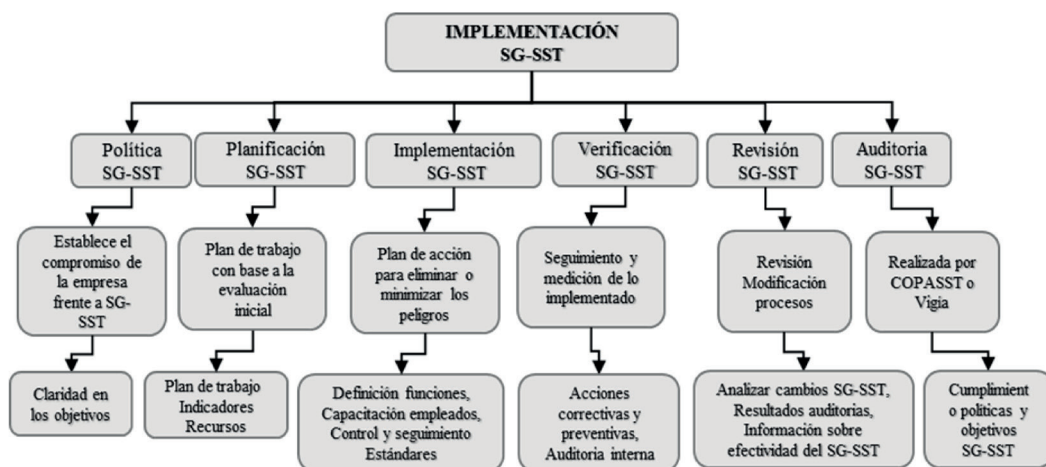 IMPLEMENTACIÓN
SG-SST
Política
SG-SST
Planificación
SG-SST
Implementación
SG-SST
Verificación
SG-SST
Revisión
SG-SST
Auditoria
SG-SST
Establece el
compromiso de
la empresa
frente a SG-
SST
Plan de trabajo
con base a la
evaluación
inicial
Plan de acción
para eliminar o
minimizar los
peligros
Seguimiento y
medición de lo
implementado
Revisión
Modificación
procesos
Realizada por
COPASST o
Vigía
Claridad en
los objetivos
Plan de trabajo
Indicadores
Recursos
Definición funciones,
Capacitación empleados,
Control y seguimiento
Estándares
Acciones
correctivas y
preventivas,
Auditoria interna
Analizar cambios SG-SST,
Resultados auditorias,
Información sobre
efectividad del SG-SST
Cumplimient
o políticas y
objetivos
SG-SST